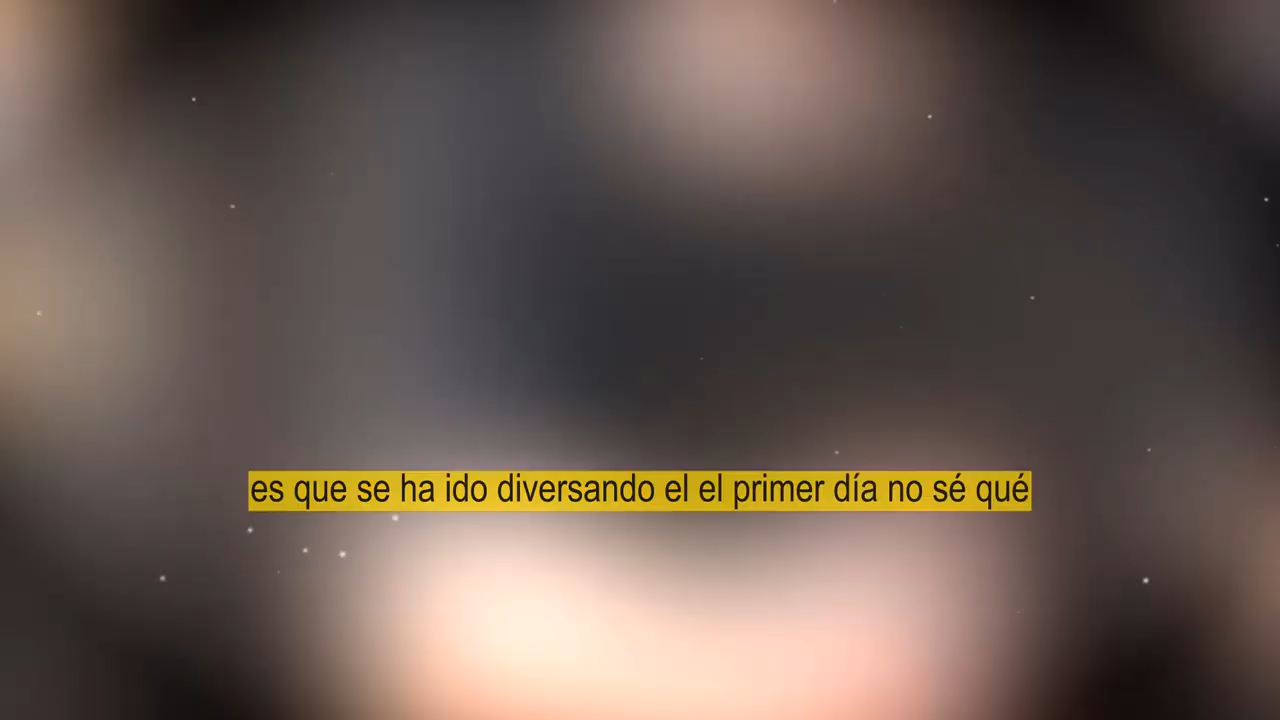 es que se ha ido diversando el el primer día no sé qué